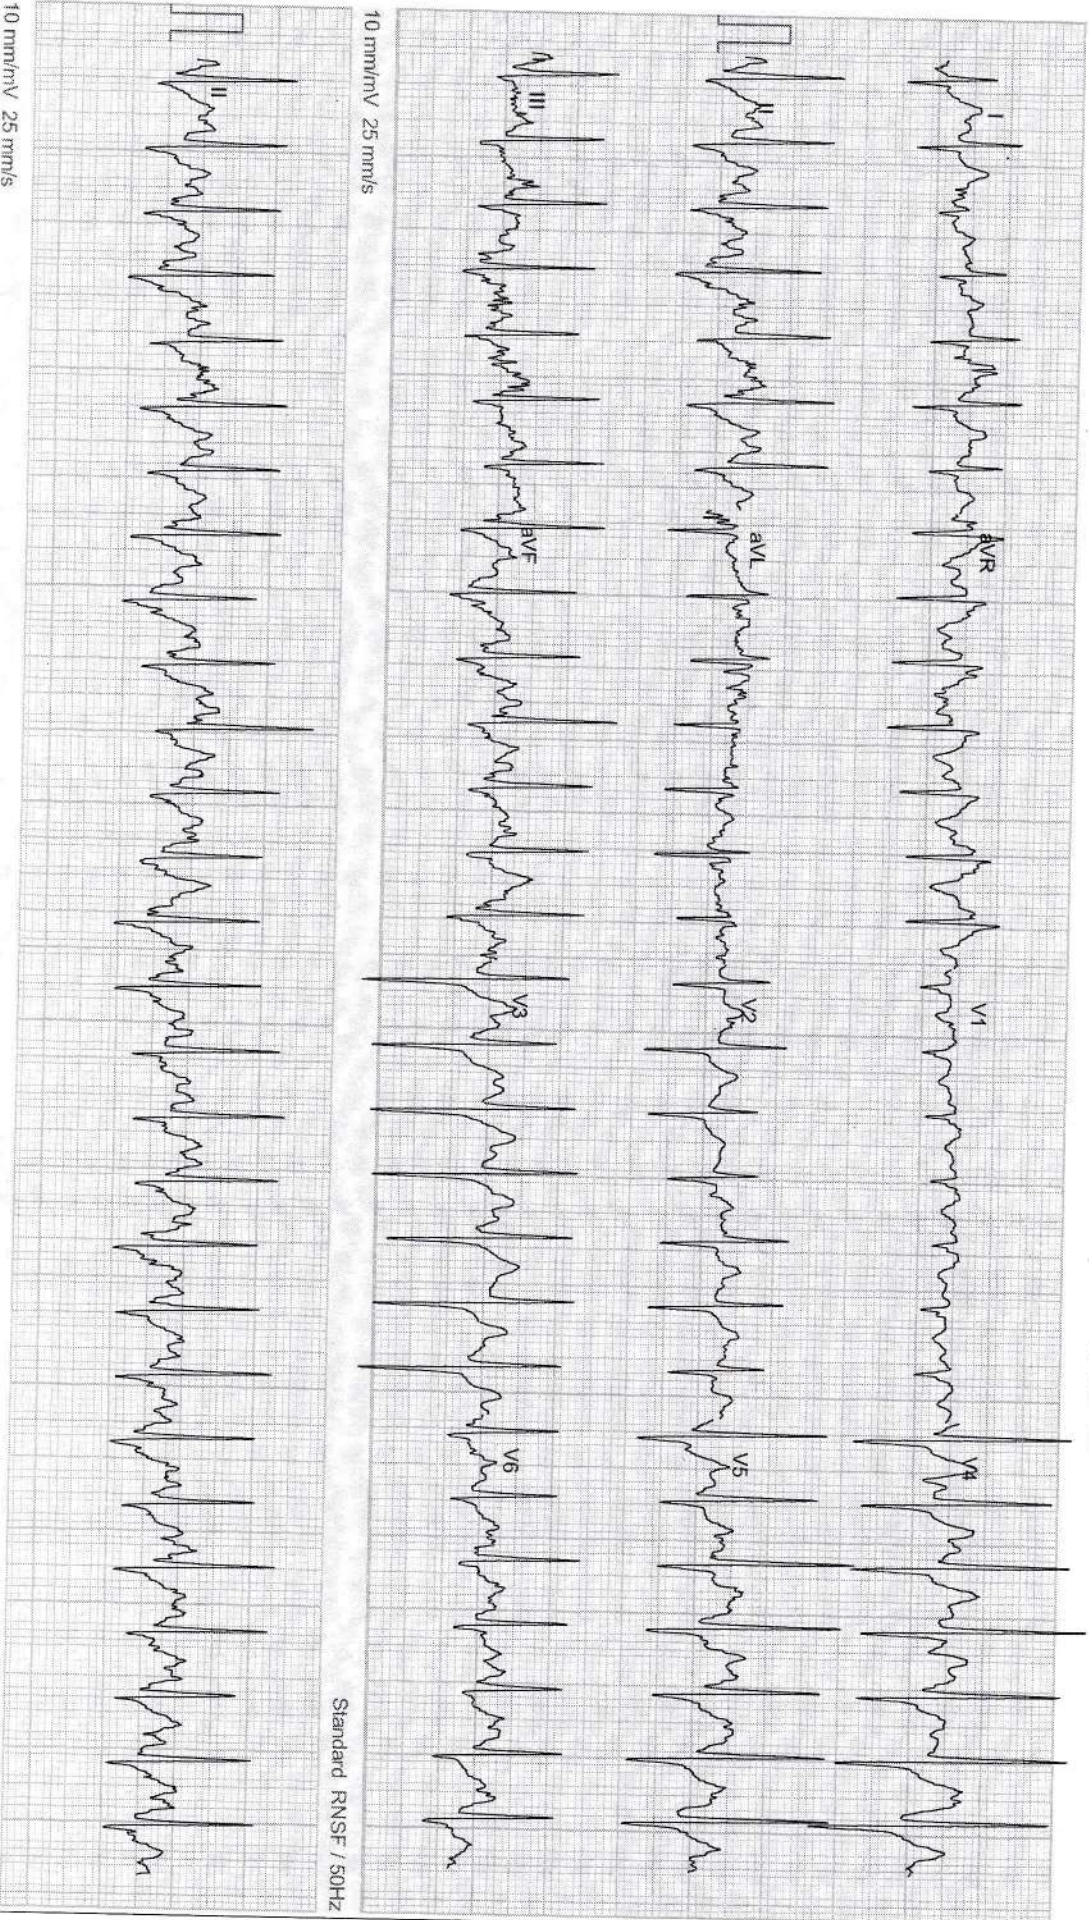 I aVR V1 V4
II aVL V2 V5
III aVF V3 V6
10 mm/mV 25 mm/s
Standard RNSF / 50Hz
II
10 mm/mV 25 mm/s